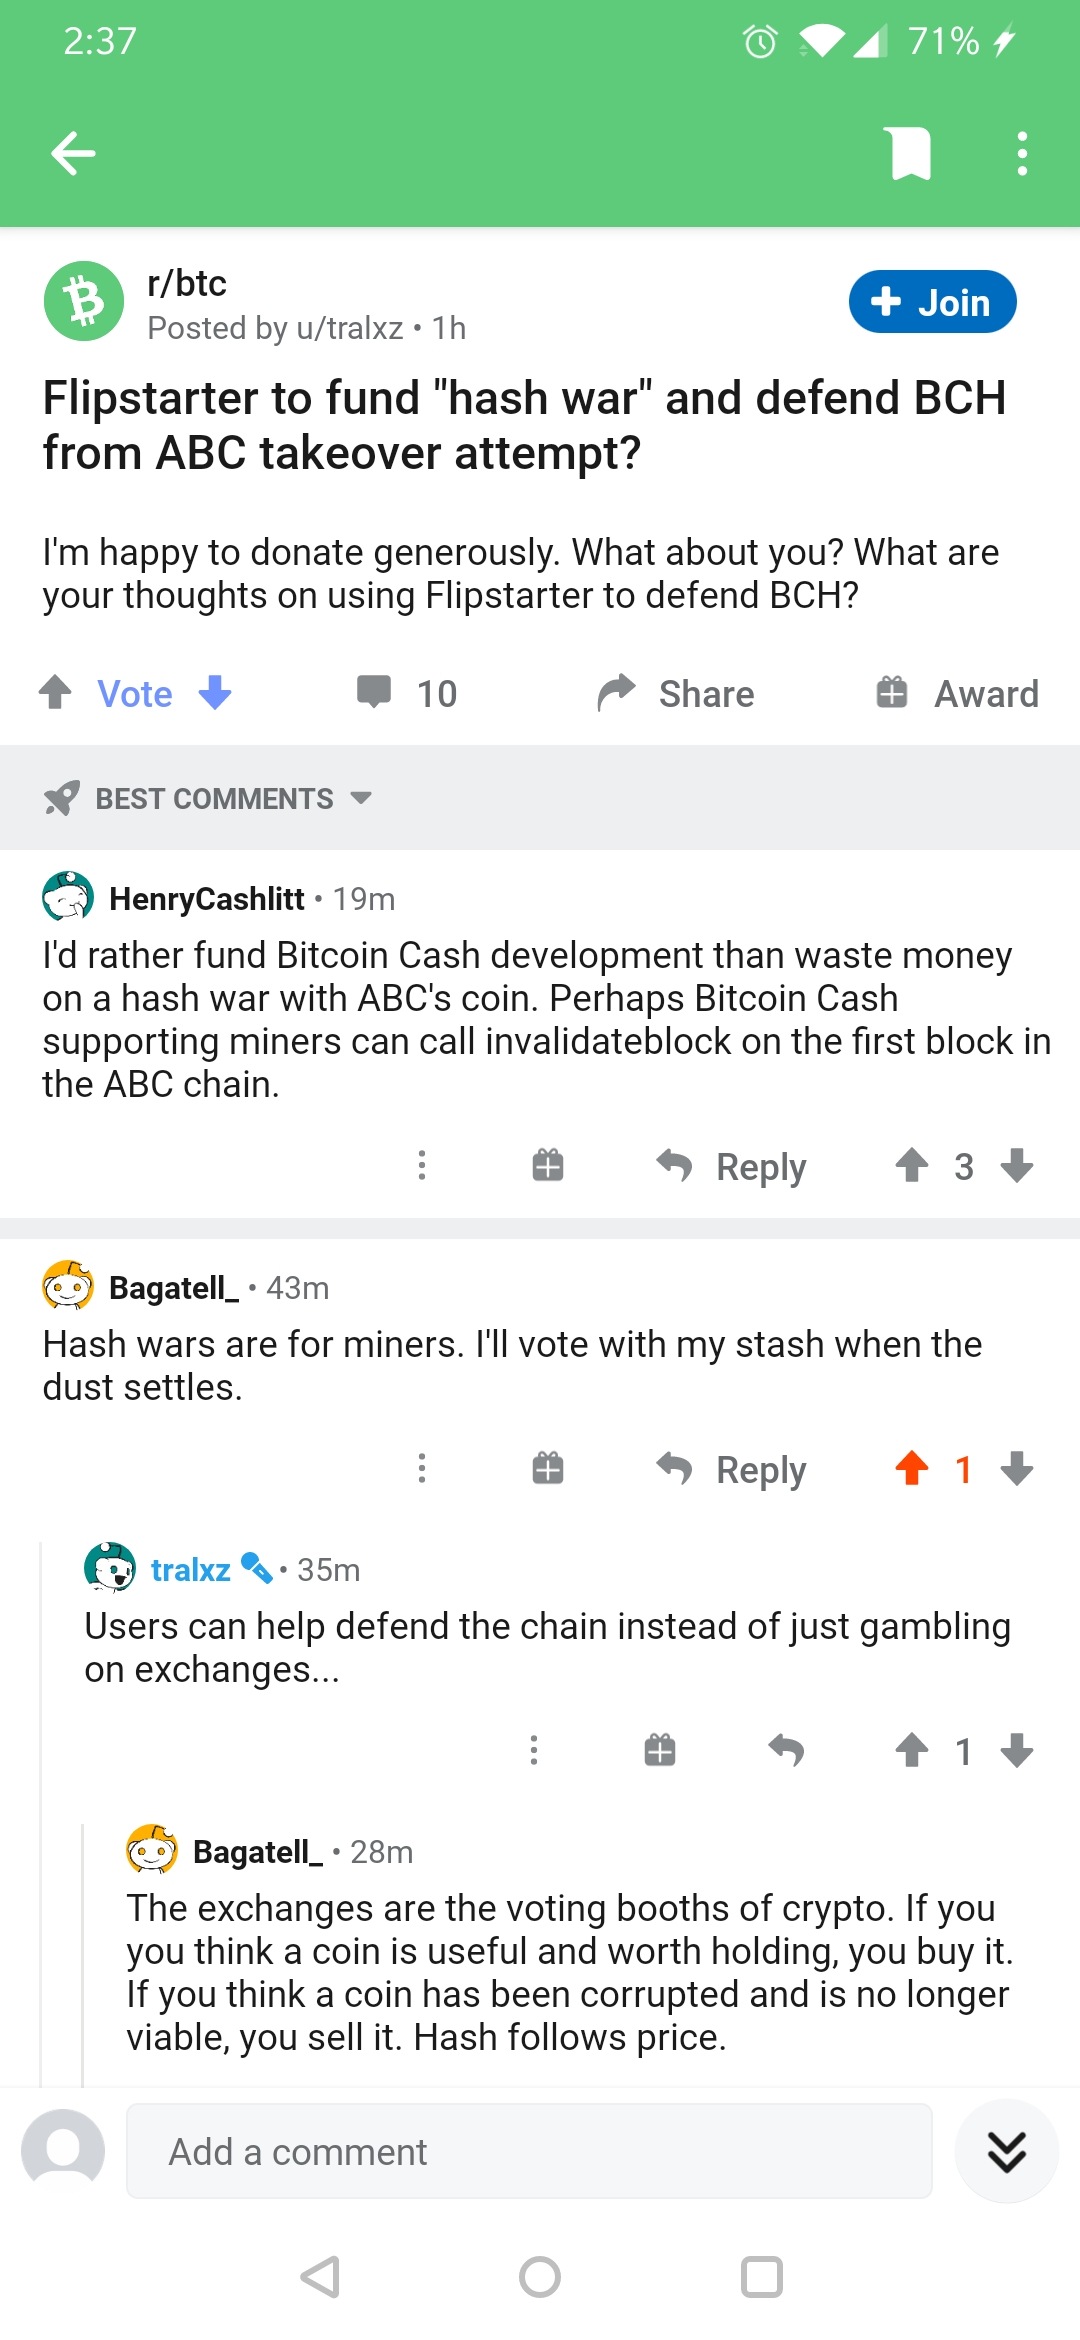 2:37
71%
r/btc
Posted by u/tralxz • 1h
Join
Flipstarter to fund "hash war" and defend BCH
from ABC takeover attempt?
I'm happy to donate generously. What about you? What are
your thoughts on using Flipstarter to defend BCH?
Vote
10
Share
Award
BEST COMMENTS
HenryCashlitt • 19m
I'd rather fund Bitcoin Cash development than waste money
on a hash war with ABC's coin. Perhaps Bitcoin Cash
supporting miners can call invalidateblock on the first block in
the ABC chain.
Reply
3
Bagatell_ • 43m
Hash wars are for miners. I'll vote with my stash when the
dust settles.
Reply
1
tralxz • 35m
Users can help defend the chain instead of just gambling
on exchanges...
1
Bagatell_ • 28m
The exchanges are the voting booths of crypto. If you
you think a coin is useful and worth holding, you buy it.
If you think a coin has been corrupted and is no longer
viable, you sell it. Hash follows price.
Add a comment